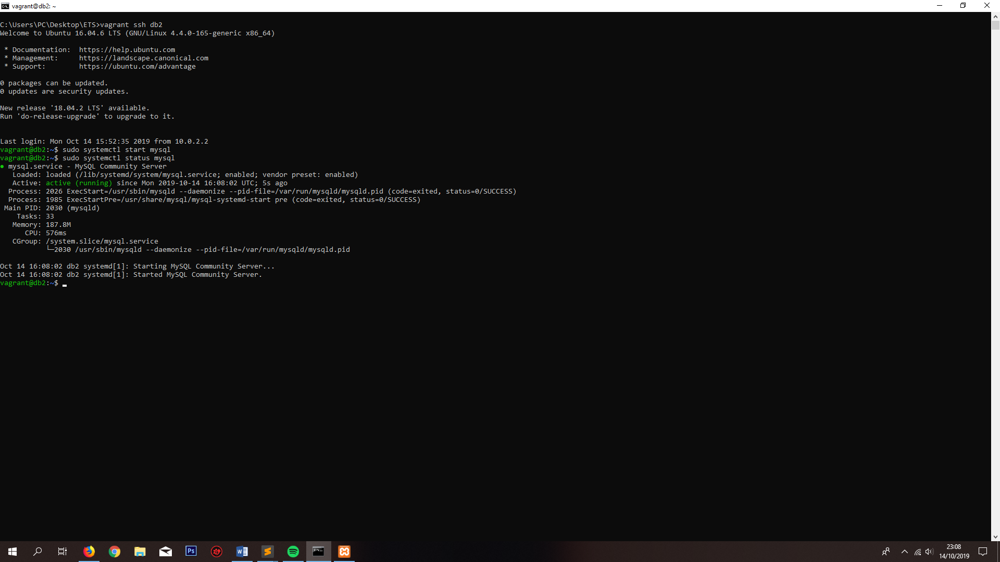 vagrant@db2: ~
C:\Users\PC\Desktop\ETS>vagrant ssh db2
Welcome to Ubuntu 16.04.6 LTS (GNU/Linux 4.4.0-165-generic x86_64)
* Documentation:  https://help.ubuntu.com
* Management:     https://landscape.canonical.com
* Support:        https://ubuntu.com/advantage
0 packages can be updated.
0 updates are security updates.
New release '18.04.2 LTS' available.
Run 'do-release-upgrade' to upgrade to it.
Last login: Mon Oct 14 15:52:35 2019 from 10.0.2.2
vagrant@db2:~$ sudo systemctl start mysql
vagrant@db2:~$ sudo systemctl status mysql
● mysql.service - MySQL Community Server
Loaded: loaded (/lib/systemd/system/mysql.service; enabled; vendor preset: enabled)
Active: active (running) since Mon 2019-10-14 16:08:02 UTC; 5s ago
Process: 2026 ExecStart=/usr/sbin/mysqld --daemonize --pid-file=/var/run/mysqld/mysqld.pid (code=exited, status=0/SUCCESS)
Process: 1985 ExecStartPre=/usr/share/mysql/mysql-systemd-start pre (code=exited, status=0/SUCCESS)
Main PID: 2030 (mysqld)
Tasks: 33
Memory: 187.8M
CPU: 576ms
CGroup: /system.slice/mysql.service
└─2030 /usr/sbin/mysqld --daemonize --pid-file=/var/run/mysqld/mysqld.pid
Oct 14 16:08:02 db2 systemd[1]: Starting MySQL Community Server...
Oct 14 16:08:02 db2 systemd[1]: Started MySQL Community Server.
vagrant@db2:~$
Ps
23:08
14/10/2019